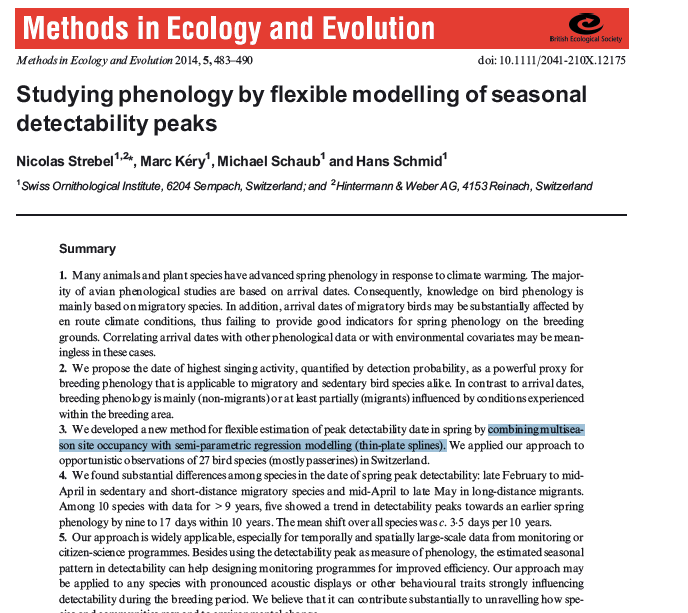 Methods in Ecology and Evolution
British Ecological Society
Methods in Ecology and Evolution 2014, 5, 483–490
doi: 10.1111/2041-210X.12175
Studying phenology by flexible modelling of seasonal
detectability peaks
Nicolas Strebel1,2*, Marc Kéry1, Michael Schaub1 and Hans Schmid1
1Swiss Ornithological Institute, 6204 Sempach, Switzerland; and 2Hintermann & Weber AG, 4153 Reinach, Switzerland
Summary
1. Many animals and plant species have advanced spring phenology in response to climate warming. The major-
ity of avian phenological studies are based on arrival dates. Consequently, knowledge on bird phenology is
mainly based on migratory species. In addition, arrival dates of migratory birds may be substantially affected by
en route climate conditions, thus failing to provide good indicators for spring phenology on the breeding
grounds. Correlating arrival dates with other phenological data or with environmental covariates may be mean-
ingless in these cases.
2. We propose the date of highest singing activity, quantified by detection probability, as a powerful proxy for
breeding phenology that is applicable to migratory and sedentary bird species alike. In contrast to arrival dates,
breeding phenology is mainly (non-migrants) or at least partially (migrants) influenced by conditions experienced
within the breeding area.
3. We developed a new method for flexible estimation of peak detectability date in spring by combining multisea-
son site occupancy with semi-parametric regression modelling (thin-plate splines). We applied our approach to
opportunistic observations of 27 bird species (mostly passerines) in Switzerland.
4. We found substantial differences among species in the date of spring peak detectability: late February to mid-
April in sedentary and short-distance migratory species and mid-April to late May in long-distance migrants.
Among 10 species with data for > 9 years, five showed a trend in detectability peaks towards an earlier spring
phenology by nine to 17 days within 10 years. The mean shift over all species was c. 3·5 days per 10 years.
5. Our approach is widely applicable, especially for temporally and spatially large-scale data from monitoring or
citizen-science programmes. Besides using the detectability peak as measure of phenology, the estimated seasonal
pattern in detectability can help designing monitoring programmes for improved efficiency. Our approach may
be applied to any species with pronounced acoustic displays or other behavioural traits strongly influencing
detectability during the breeding period. We believe that it can contribute substantially to unravelling how spe-